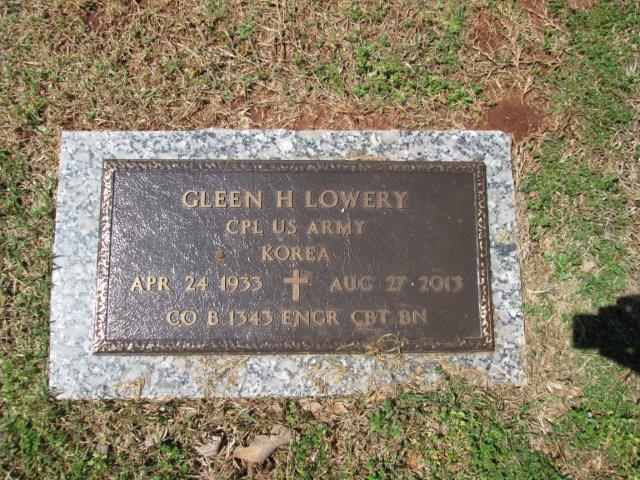 GLEEN H LOWERY
CPL US ARMY
KOREA
APR 24 1933 AUG 27 2013
CO B 1343 ENGR CBT BN